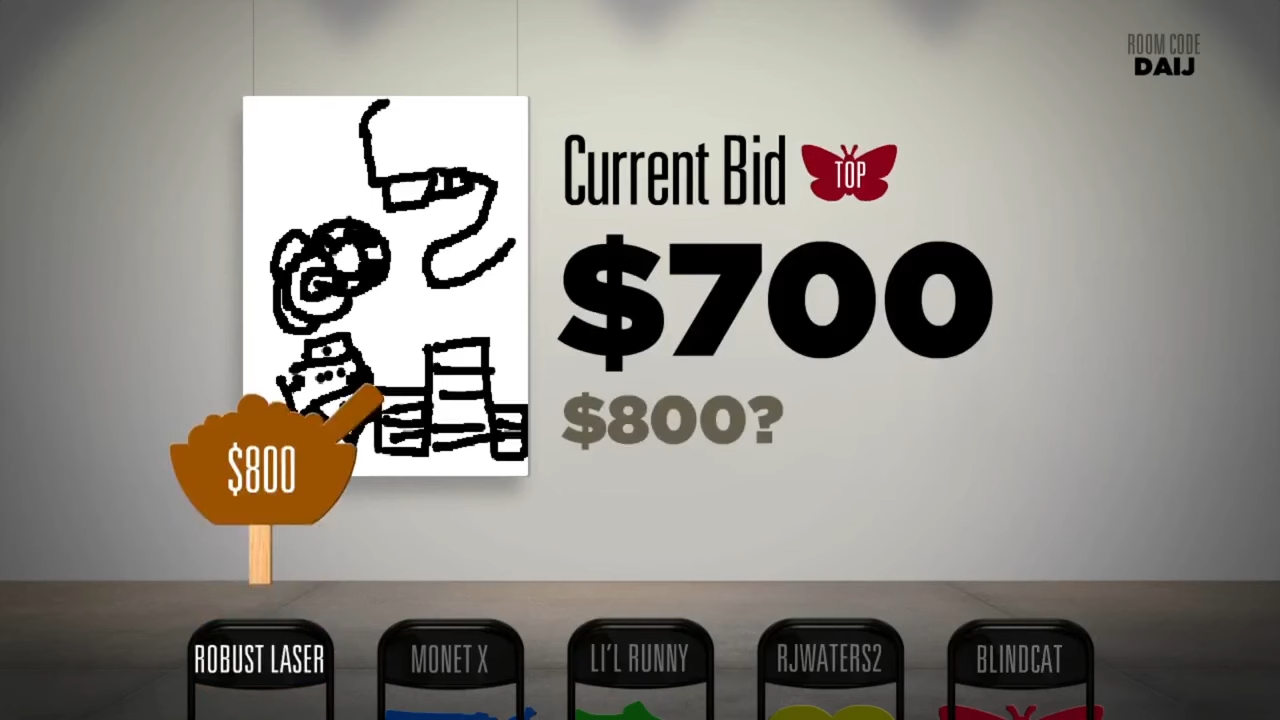 ROOM CODE
DAIJ
Current Bid TOP
$700
$800?
$800
ROBUST LASER
MONET X
LI'L RUNNY
RJWATERS2
BLINDCAT